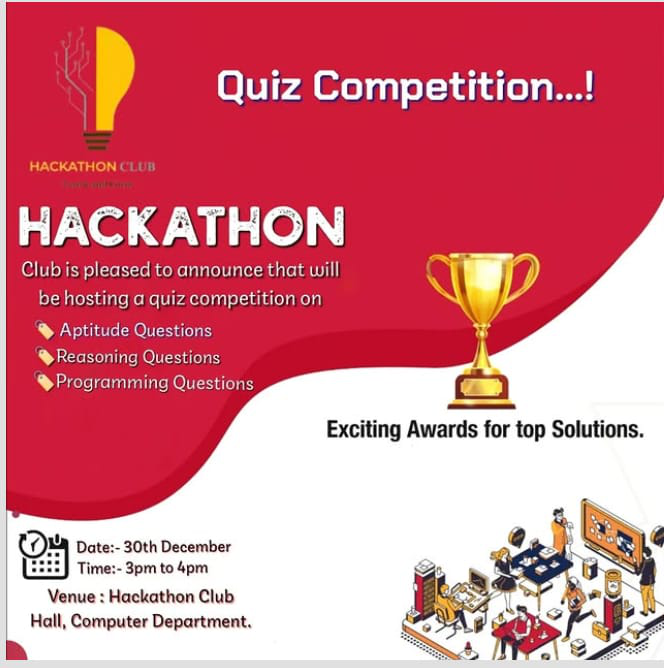 Quiz Competition...!
HACKATHON CLUB
HACKATHON
Club is pleased to announce that will
be hosting a quiz competition on
Aptitude Questions
Reasoning Questions
Programming Questions
Exciting Awards for top Solutions.
Date:- 30th December
Time:- 3pm to 4pm
Venue : Hackathon Club
Hall, Computer Department.